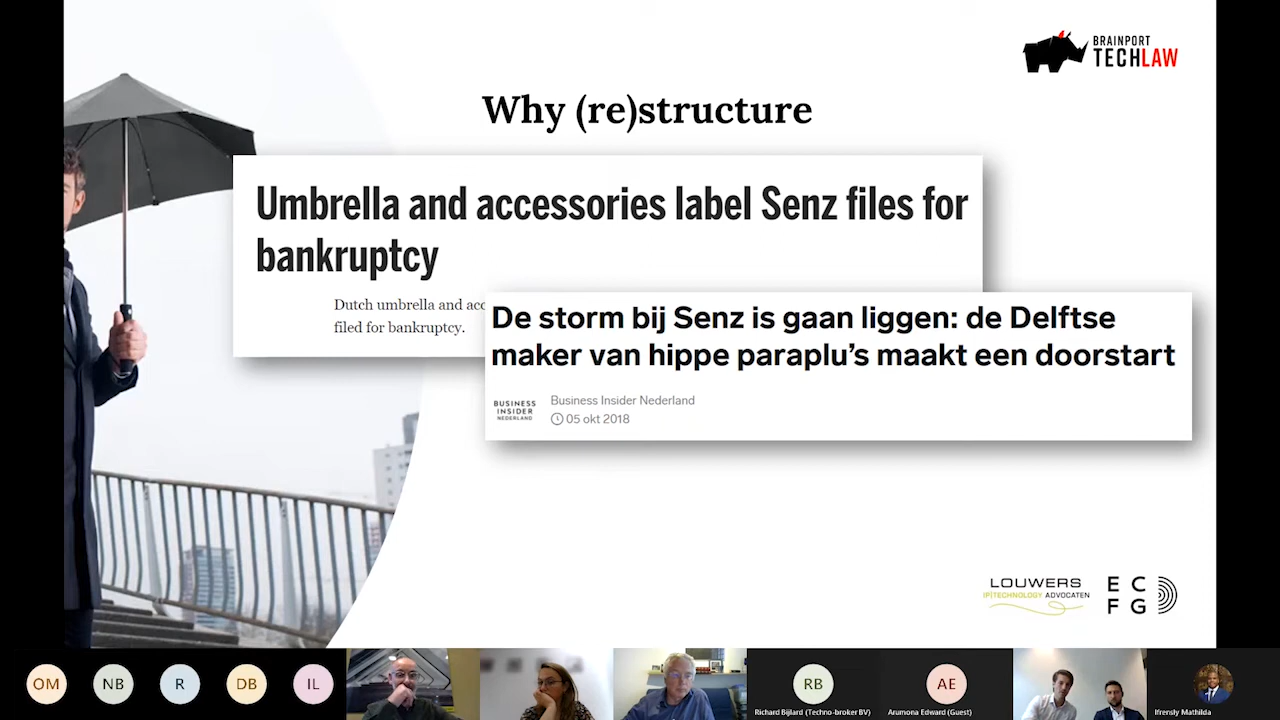 BRAINPORT
TECHLAW
Why (re)structure
Umbrella and accessories label Senz files for
bankruptcy
Dutch umbrella and acc
filed for bankruptcy.
De storm bij Senz is gaan liggen: de Delftse
maker van hippe paraplu’s maakt een doorstart
BUSINESS
INSIDER
NEDERLAND
Business Insider Nederland
05 okt 2018
LOUWERS
IP|TECHNOLOGY ADVOCATEN
E C
F G
OM
NB
R
DB
IL
RB
AE
Richard Bijlard (Techno-broker BV)
Arumona Edward (Guest)
Ifrensly Mathilda